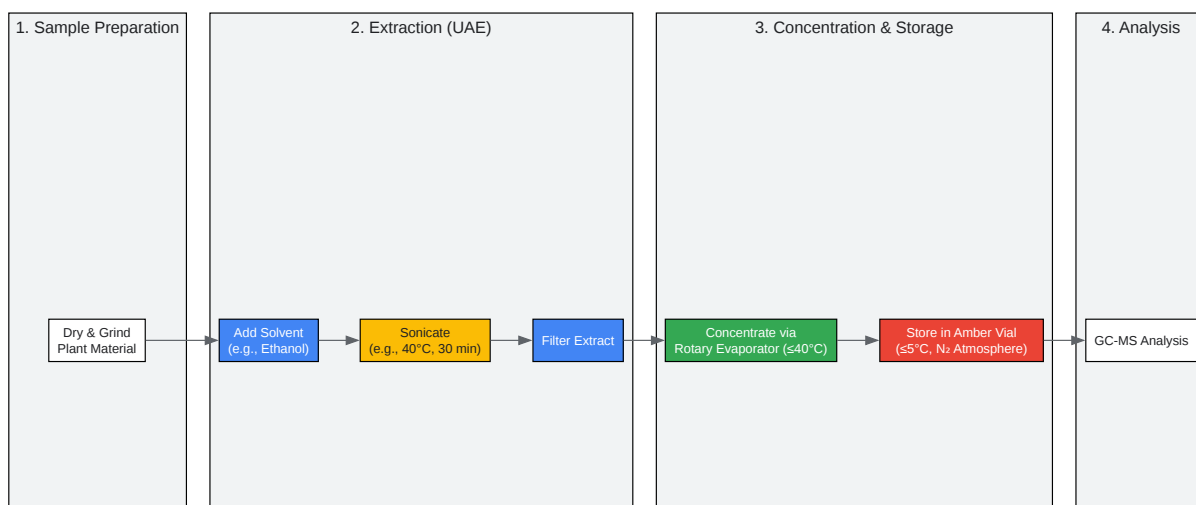 1. Sample Preparation
2. Extraction (UAE)
3. Concentration & Storage
4. Analysis
Dry & Grind
Plant Material
Add Solvent
(e.g., Ethanol)
Sonicate
(e.g., 40°C, 30 min)
Filter Extract
Concentrate via
Rotary Evaporator (≤40°C)
Store in Amber Vial
(≤5°C, N₂ Atmosphere)
GC-MS Analysis